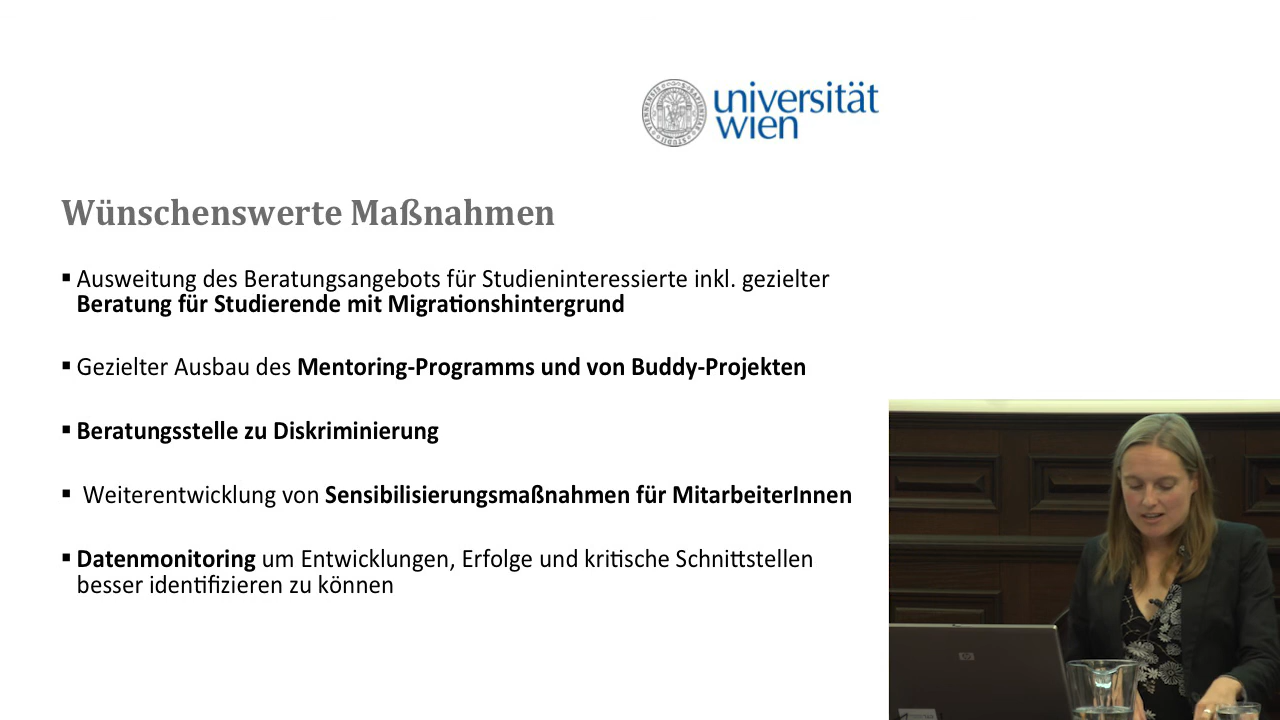 universität
wien
Wünschenswerte Maßnahmen
▪ Ausweitung des Beratungsangebots für Studieninteressierte inkl. gezielter
Beratung für Studierende mit Migrationshintergrund
▪ Gezielter Ausbau des Mentoring-Programms und von Buddy-Projekten
▪ Beratungsstelle zu Diskriminierung
▪ Weiterentwicklung von Sensibilisierungsmaßnahmen für MitarbeiterInnen
▪ Datenmonitoring um Entwicklungen, Erfolge und kritische Schnittstellen
besser identifizieren zu können
hp